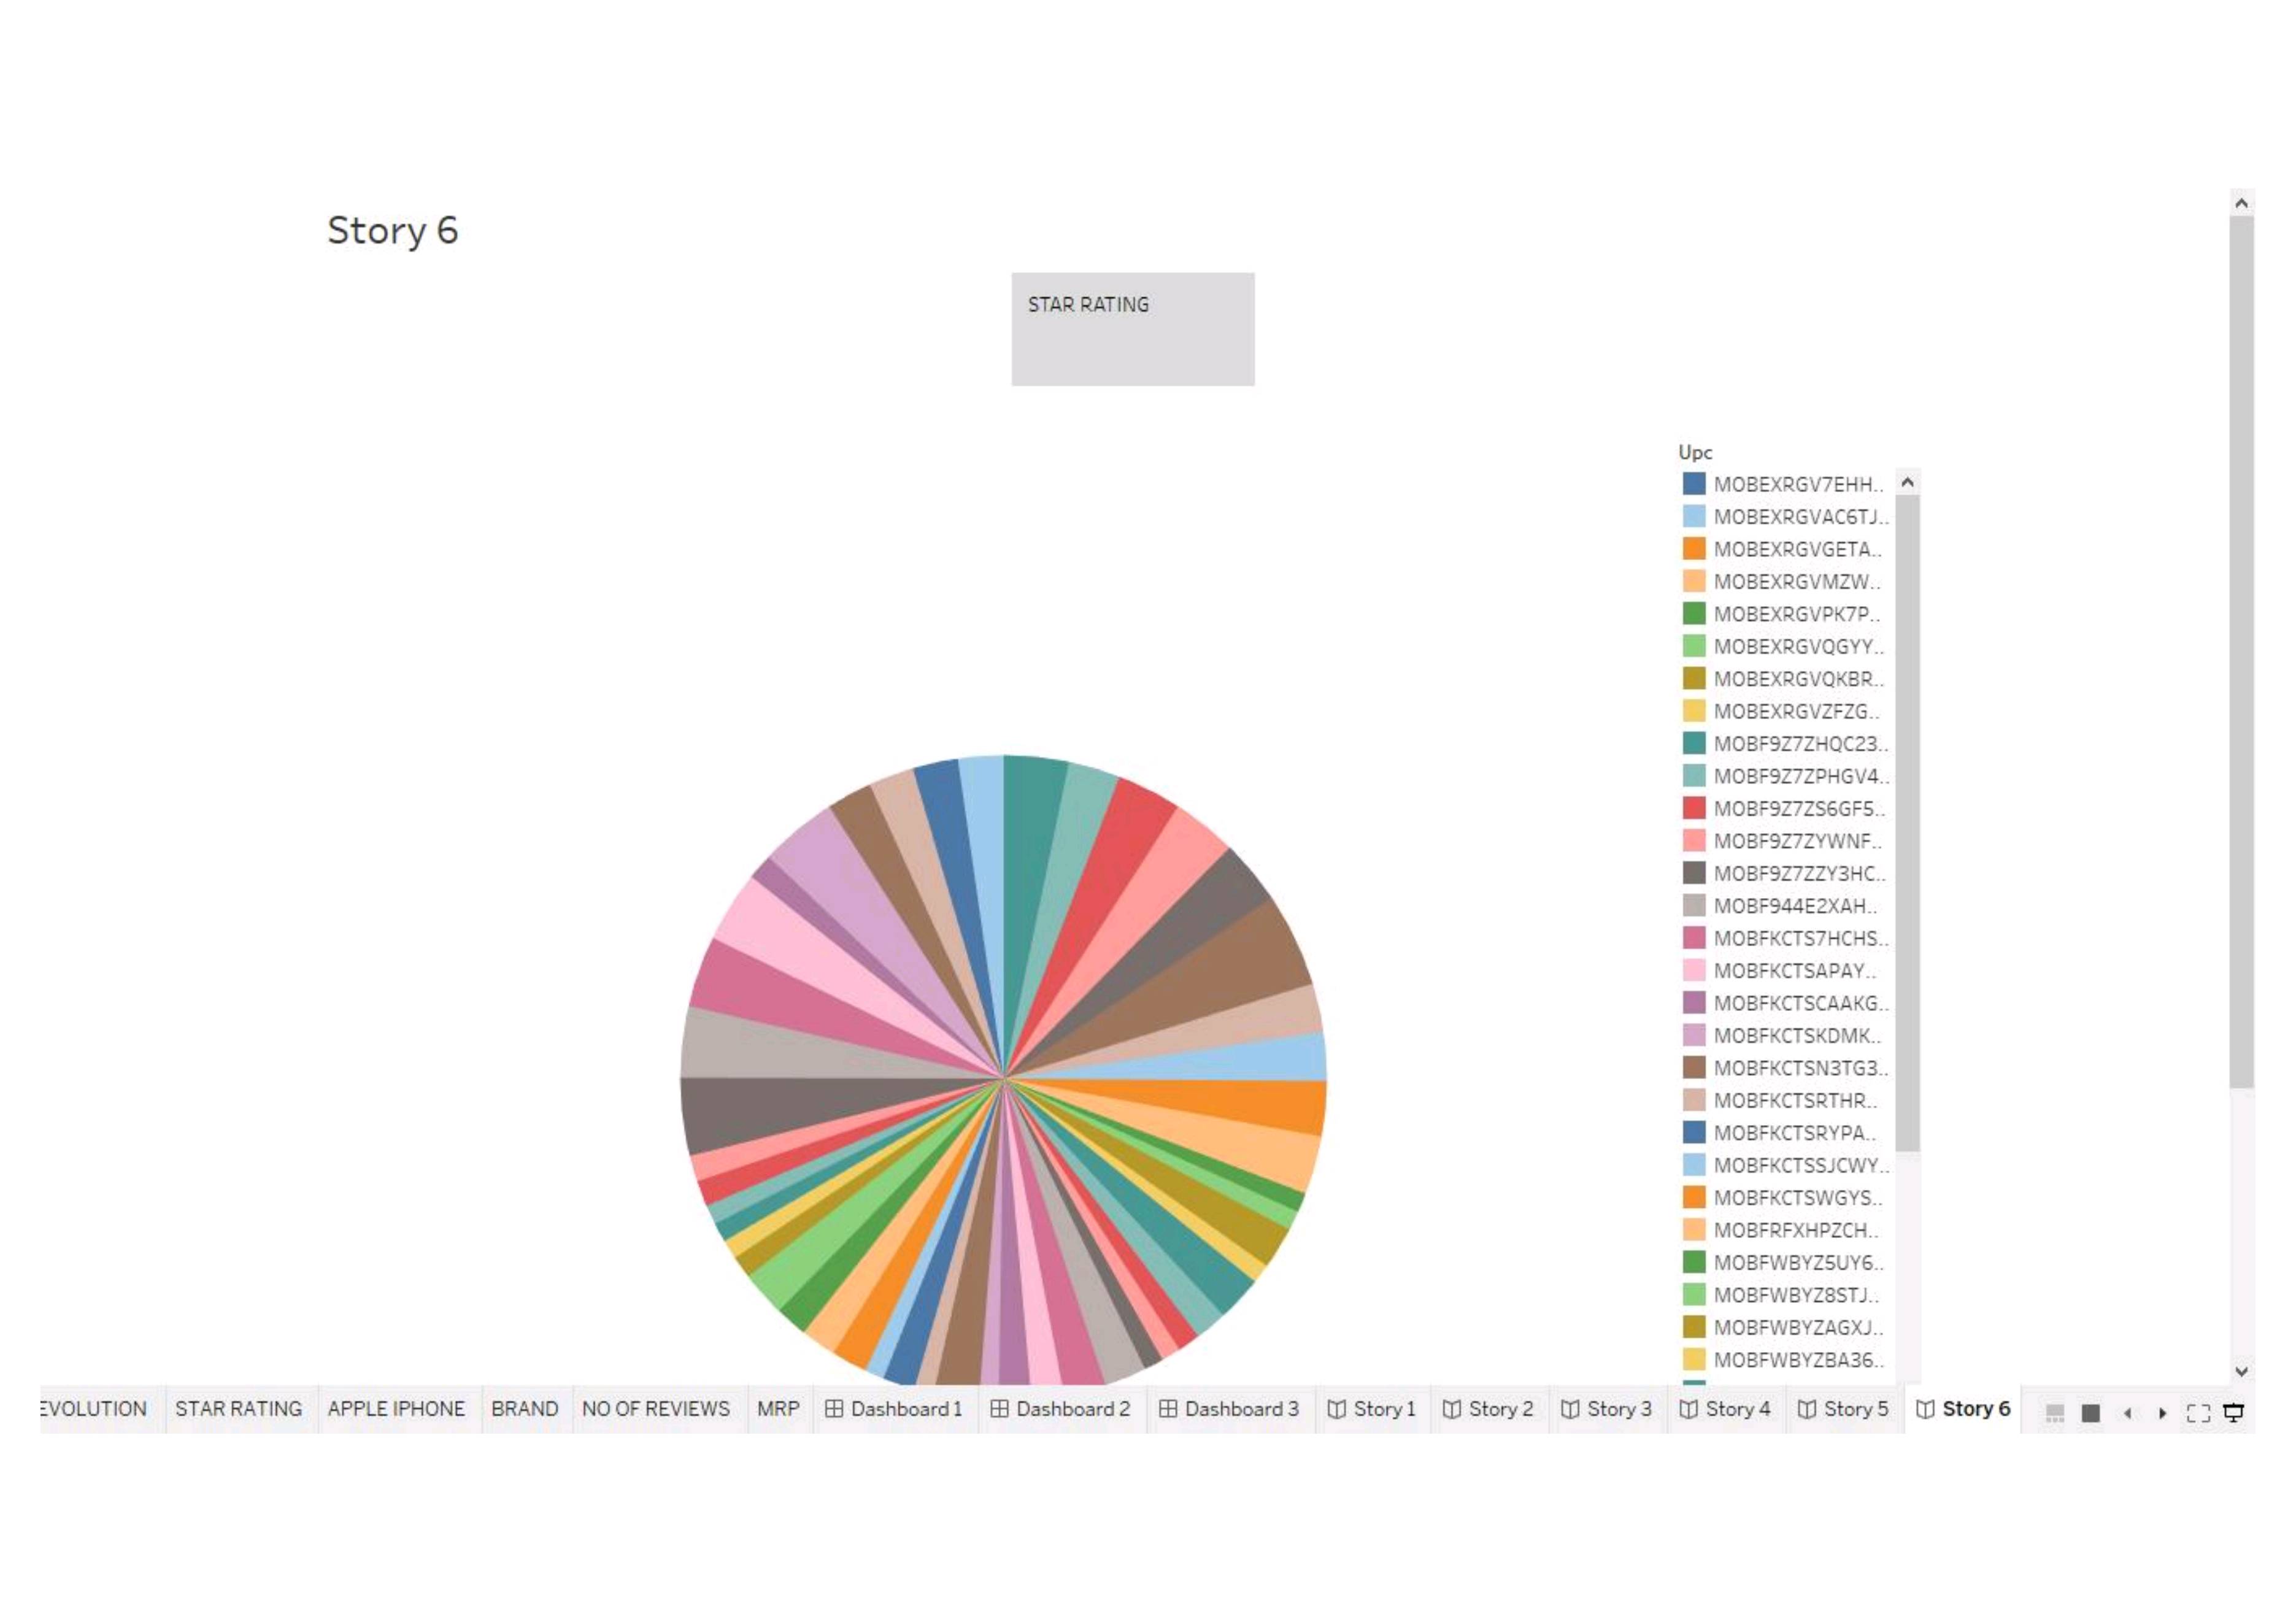 Story 6
STAR RATING
Upc
MOBEXRGV7EHH..
MOBEXRGVAC6TJ..
MOBEXRGVGETA..
MOBEXRGVMZW..
MOBEXRGVPK7P..
MOBEXRGVQGYY..
MOBEXRGVQKBR..
MOBEXRGVZFZG..
MOBF9Z7ZHQC23..
MOBF9Z7ZPHGV4..
MOBF9Z7ZS6GF5..
MOBF9Z7ZYWNF..
MOBF9Z7ZZY3HC..
MOBF944E2XAH..
MOBFKCTS7HCHS..
MOBFKCTSAPAY..
MOBFKCTSCAAKG..
MOBFKCTSKDMK..
MOBFKCTSN3TG3..
MOBFKCTSRTHR..
MOBFKCTSRYPA..
MOBFKCTSSJCWY..
MOBFKCTSWGYS..
MOBFRFXHPZCH..
MOBFWBYZ5UY6..
MOBFWBYZ8STJ..
MOBFWBYZAGXJ..
MOBFWBYZBA36..
EVOLUTION STAR RATING APPLE IPHONE BRAND NO OF REVIEWS MRP Dashboard 1 Dashboard 2 Dashboard 3 Story 1 Story 2 Story 3 Story 4 Story 5 Story 6